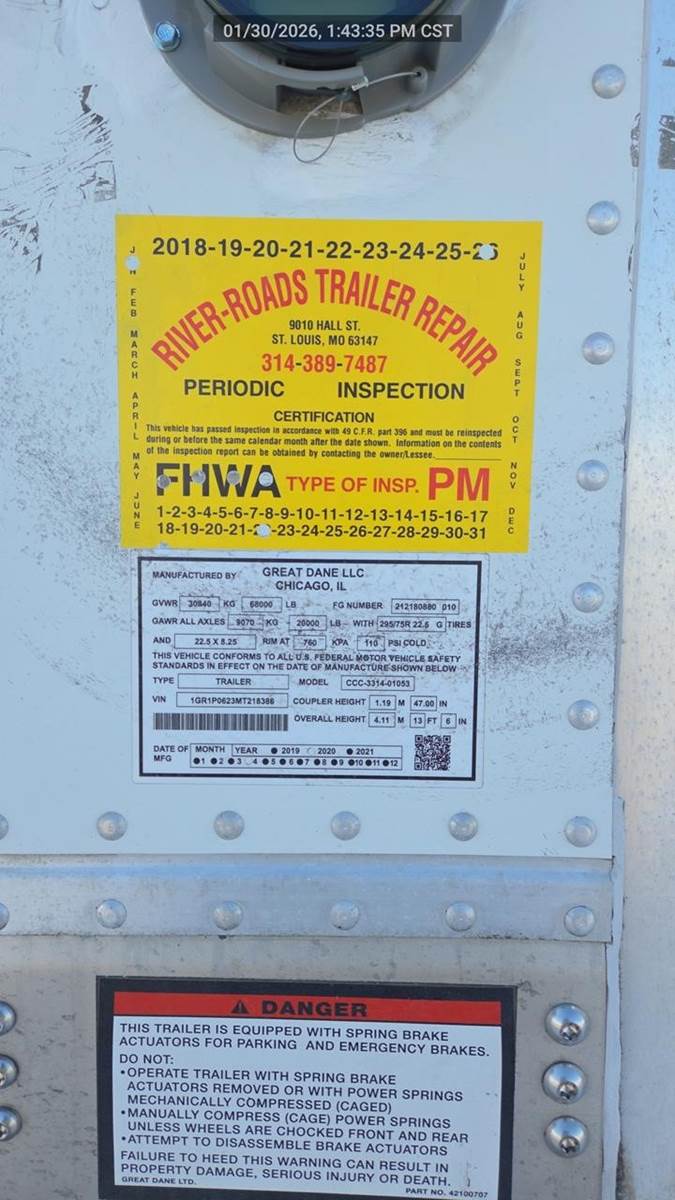 01/30/2026, 1:43:35 PM CST
2018-19-20-21-22-23-24-25-26
RIVER-ROADS TRAILER REPAIR
9010 HALL ST.
ST. LOUIS, MO 63147
314-389-7487
PERIODIC INSPECTION
CERTIFICATION
This vehicle has passed inspection in accordance with 49 C.F.R. part 396 and must be reinspected
during or before the same calendar month after the date shown. Information on the contents
of the inspection report can be obtained by contacting the owner/Lessee.
FHWA TYPE OF INSP. PM
1-2-3-4-5-6-7-8-9-10-11-12-13-14-15-16-17
18-19-20-21-2 -23-24-25-26-27-28-29-30-31
FEB
MARCH
APRIL
MAY
JUNE
JULY
AUG
SEPT
OCT
NOV
DEC
MANUFACTURED BY GREAT DANE LLC
CHICAGO, IL
GVWR 30840 KG 68000 LB FG NUMBER 212180880 010
GAWR ALL AXLES 9070 KG 20000 LB - WITH 295/75R 22.5 G TIRES
AND 22.5 X 8.25 RIM AT 760 KPA 110 PSI COLD
THIS VEHICLE CONFORMS TO ALL U.S. FEDERAL MOTOR VEHICLE SAFETY
STANDARDS IN EFFECT ON THE DATE OF MANUFACTURE SHOWN BELOW
TYPE TRAILER MODEL CCC-3314-01053
VIN 1GR1P0623MT218386 COUPLER HEIGHT 1.19 M 47.00 IN
OVERALL HEIGHT 4.11 M 13 FT 6 IN
DATE OF MFG MONTH YEAR ● 2019 2020 ● 2021
●1 ●2 ●3 4 ●5 ●6 ●7 ●8 ●9 ●10 ●11 ●12
DANGER
THIS TRAILER IS EQUIPPED WITH SPRING BRAKE
ACTUATORS FOR PARKING AND EMERGENCY BRAKES.
DO NOT:
•OPERATE TRAILER WITH SPRING BRAKE
ACTUATORS REMOVED OR WITH POWER SPRINGS
MECHANICALLY COMPRESSED (CAGED)
•MANUALLY COMPRESS (CAGE) POWER SPRINGS
UNLESS WHEELS ARE CHOCKED FRONT AND REAR
•ATTEMPT TO DISASSEMBLE BRAKE ACTUATORS
FAILURE TO HEED THIS WARNING CAN RESULT IN
PROPERTY DAMAGE, SERIOUS INJURY OR DEATH.
GREAT DANE LTD. PART NO. 42100707